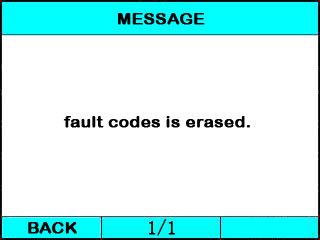 MESSAGE
fault codes is erased.
BACK 1/1